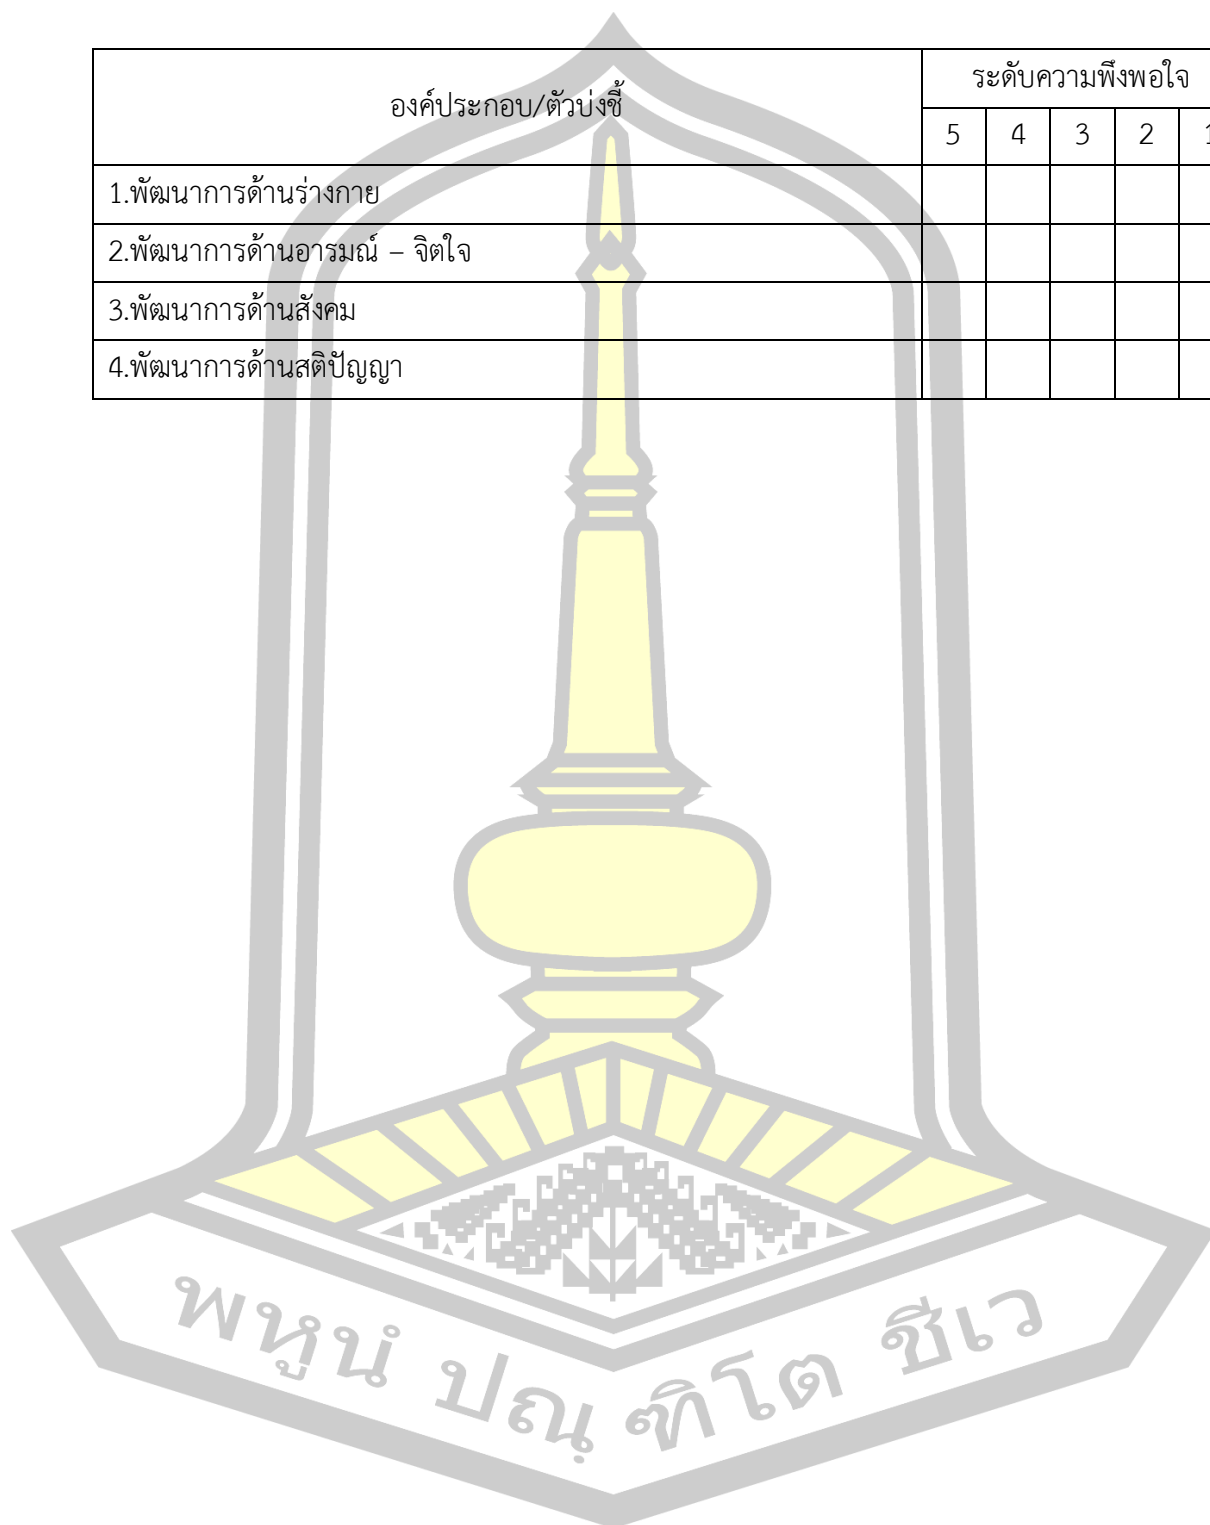 องค์ประกอบ/ตัวบ่งชี้
ระดับความพึงพอใจ
5 4 3 2 1
1.พัฒนาการด้านร่างกาย
2.พัฒนาการด้านอารมณ์ – จิตใจ
3.พัฒนาการด้านสังคม
4.พัฒนาการด้านสติปัญญา
พหูนํ ปณฺฑิโต ชีเว